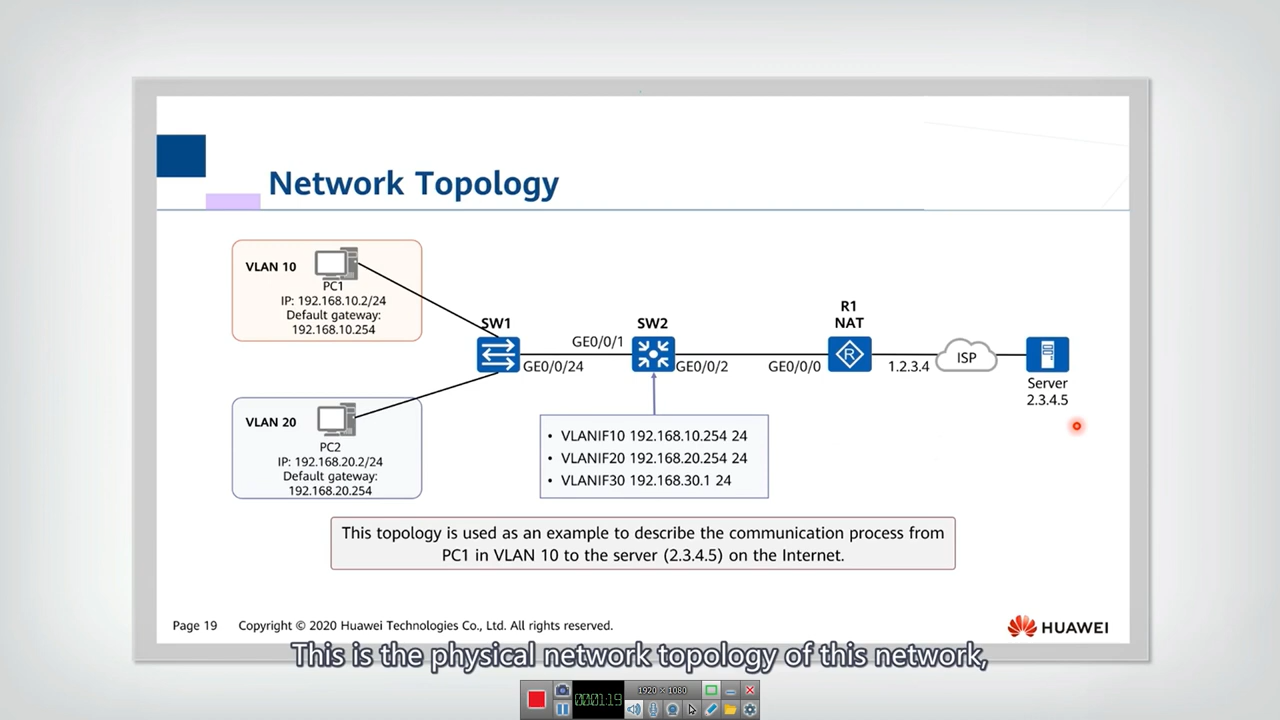 Network Topology
VLAN 10
PC1
IP: 192.168.10.2/24
Default gateway:
192.168.10.254
VLAN 20
PC2
IP: 192.168.20.2/24
Default gateway:
192.168.20.254
SW1
GE0/0/24
GE0/0/1
SW2
GE0/0/2
GE0/0/0
R1
NAT
R
1.2.3.4
ISP
Server
2.3.4.5
• VLANIF10 192.168.10.254 24
• VLANIF20 192.168.20.254 24
• VLANIF30 192.168.30.1 24
This topology is used as an example to describe the communication process from
PC1 in VLAN 10 to the server (2.3.4.5) on the Internet.
Page 19 Copyright © 2020 Huawei Technologies Co., Ltd. All rights reserved.
HUAWEI
This is the physical network topology of this network,
000:01:19
1920 × 1080